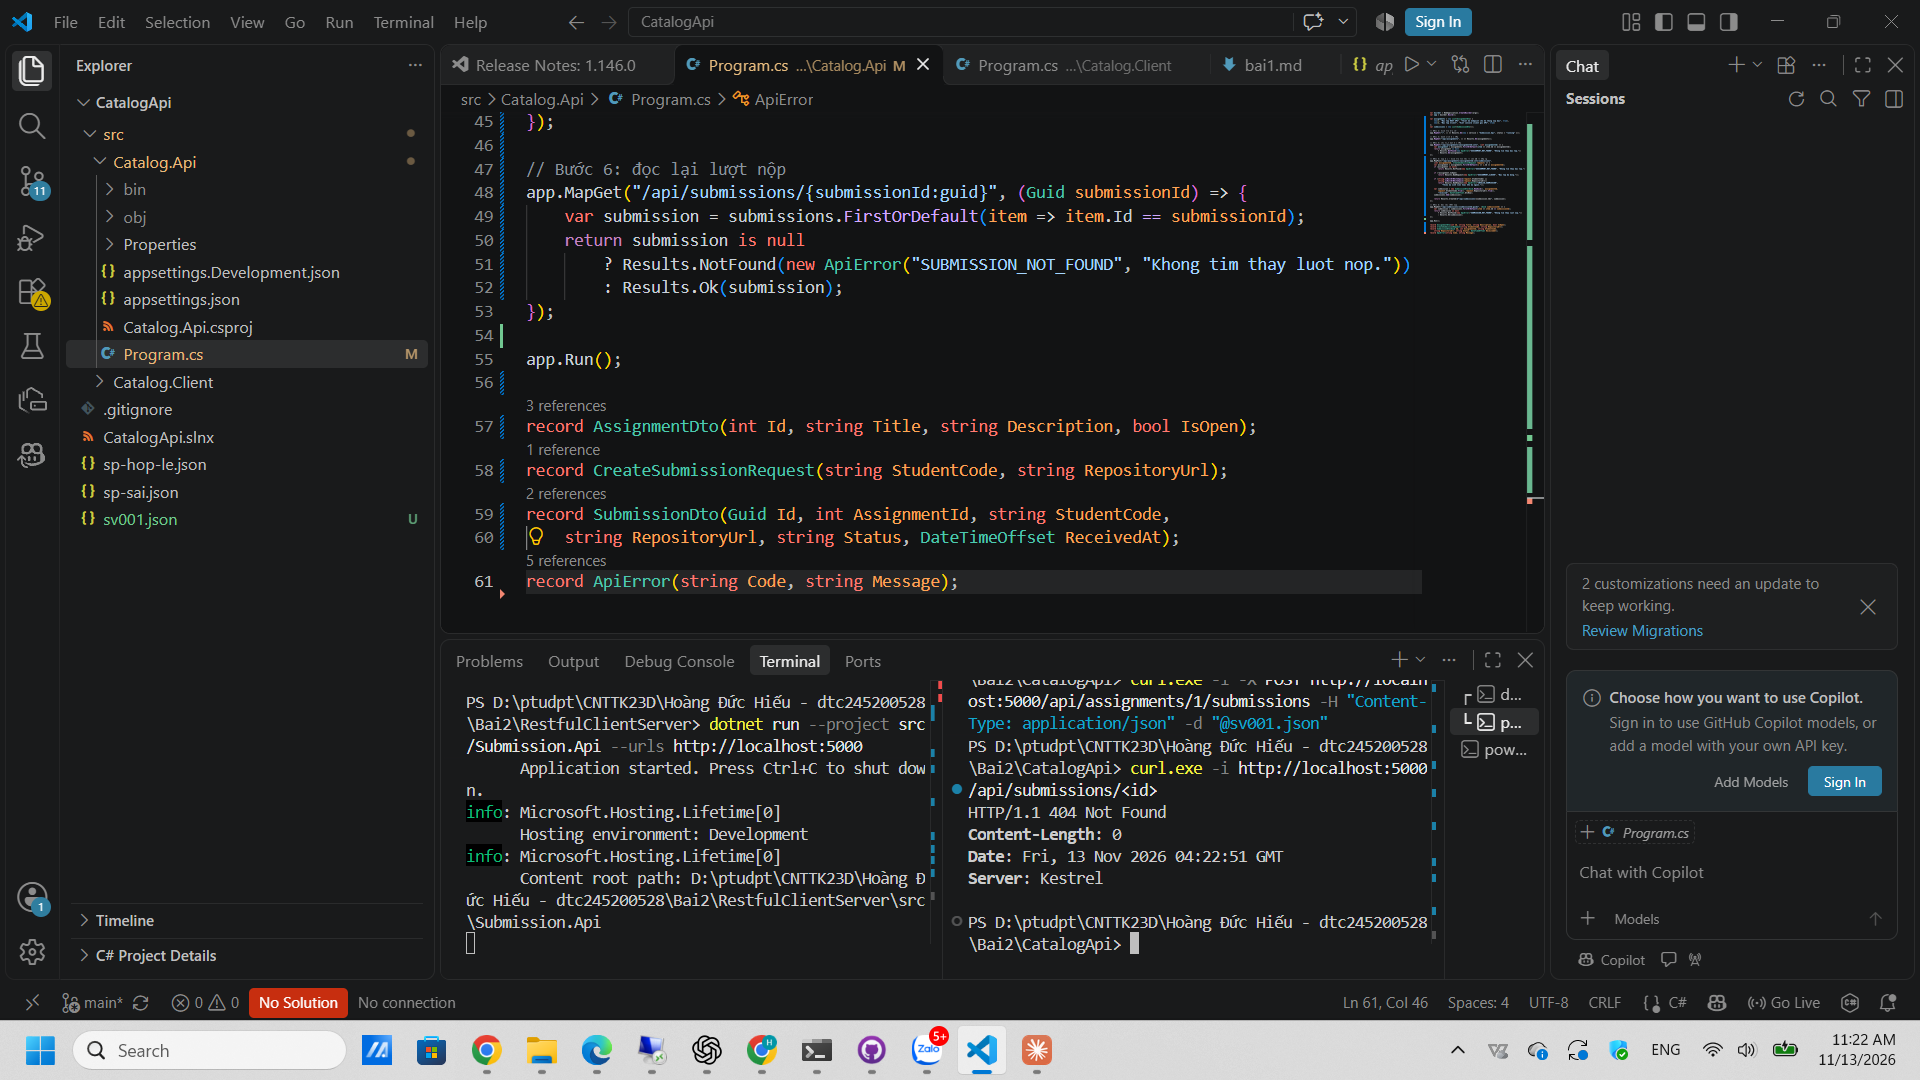 File Edit Selection View Go Run Terminal Help
CatalogApi
Sign In
Explorer
CatalogApi
src
Catalog.Api
bin
obj
Properties
appsettings.Development.json
appsettings.json
Catalog.Api.csproj
Program.cs M
Catalog.Client
.gitignore
CatalogApi.slnx
sp-hop-le.json
sp-sai.json
sv001.json U
Timeline
C# Project Details
11
1
Release Notes: 1.146.0
Program.cs ...\Catalog.Api M
Program.cs ...\Catalog.Client
bai1.md
ap
src > Catalog.Api > Program.cs > ApiError
45 });
46
47 // Bước 6: đọc lại lượt nộp
48 app.MapGet("/api/submissions/{submissionId:guid}", (Guid submissionId) => {
49 var submission = submissions.FirstOrDefault(item => item.Id == submissionId);
50 return submission is null
51 ? Results.NotFound(new ApiError("SUBMISSION_NOT_FOUND", "Khong tim thay luot nop."))
52 : Results.Ok(submission);
53 });
54
55 app.Run();
56
3 references
57 record AssignmentDto(int Id, string Title, string Description, bool IsOpen);
1 reference
58 record CreateSubmissionRequest(string StudentCode, string RepositoryUrl);
2 references
59 record SubmissionDto(Guid Id, int AssignmentId, string StudentCode,
60 string RepositoryUrl, string Status, DateTimeOffset ReceivedAt);
5 references
61 record ApiError(string Code, string Message);
Problems Output Debug Console Terminal Ports
PS D:\ptudpt\CNTTK23D\Hoàng Đức Hiếu - dtc245200528
\Bai2\RestfulClientServer> dotnet run --project src
/Submission.Api --urls http://localhost:5000
Application started. Press Ctrl+C to shut dow
n.
info: Microsoft.Hosting.Lifetime[0]
Hosting environment: Development
info: Microsoft.Hosting.Lifetime[0]
Content root path: D:\ptudpt\CNTTK23D\Hoàng Đ
ức Hiếu - dtc245200528\Bai2\RestfulClientServer\src
\Submission.Api
\Bai2\CatalogApi> curl.exe -i -X POST http://localh
ost:5000/api/assignments/1/submissions -H "Content-
Type: application/json" -d "@sv001.json"
PS D:\ptudpt\CNTTK23D\Hoàng Đức Hiếu - dtc245200528
\Bai2\CatalogApi> curl.exe -i http://localhost:5000
/api/submissions/<id>
HTTP/1.1 404 Not Found
Content-Length: 0
Date: Fri, 13 Nov 2026 04:22:51 GMT
Server: Kestrel
PS D:\ptudpt\CNTTK23D\Hoàng Đức Hiếu - dtc245200528
\Bai2\CatalogApi>
d...
p...
pow...
Chat
Sessions
2 customizations need an update to
keep working.
Review Migrations
Choose how you want to use Copilot.
Sign in to use GitHub Copilot models, or
add a model with your own API key.
Add Models Sign In
Program.cs
Chat with Copilot
Models
Copilot
main* 0 0 No Solution No connection
Ln 61, Col 46 Spaces: 4 UTF-8 CRLF C# Go Live
Search
Zalo
5+
ENG
11:22 AM
11/13/2026